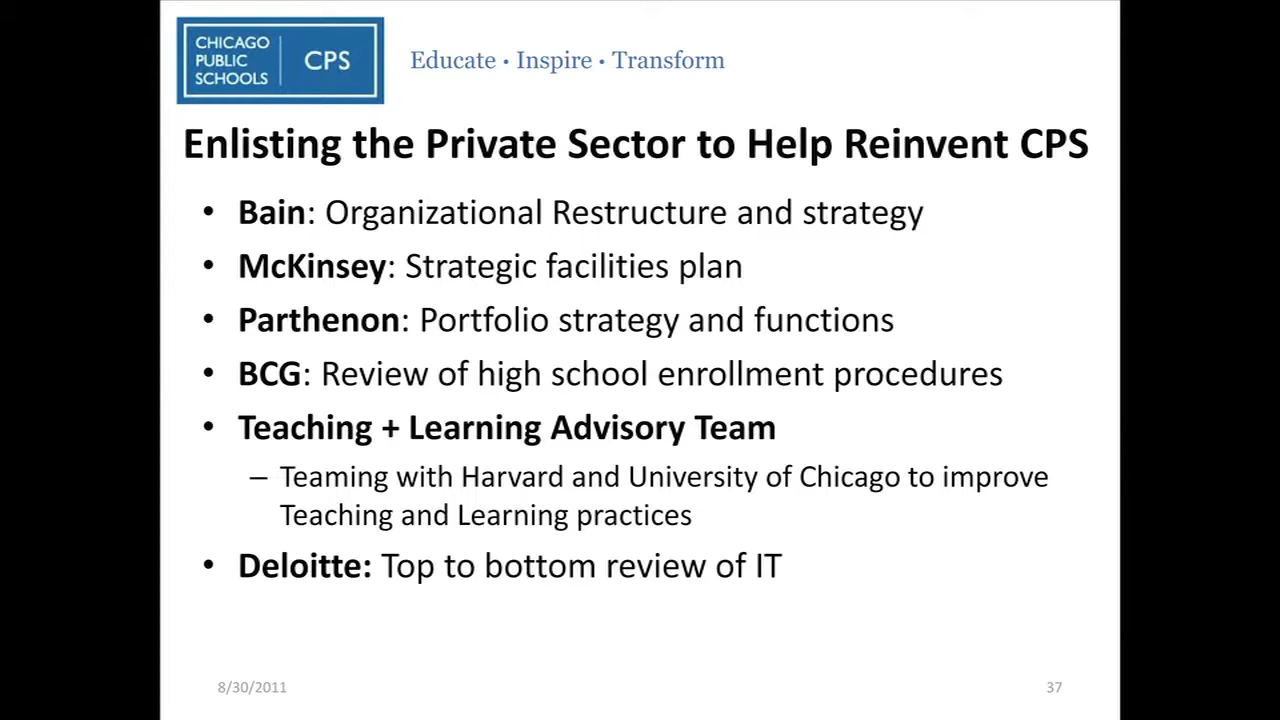 CHICAGO
PUBLIC
SCHOOLS
CPS
Educate • Inspire • Transform
Enlisting the Private Sector to Help Reinvent CPS
• Bain: Organizational Restructure and strategy
• McKinsey: Strategic facilities plan
• Parthenon: Portfolio strategy and functions
• BCG: Review of high school enrollment procedures
• Teaching + Learning Advisory Team
– Teaming with Harvard and University of Chicago to improve
Teaching and Learning practices
• Deloitte: Top to bottom review of IT
8/30/2011
37